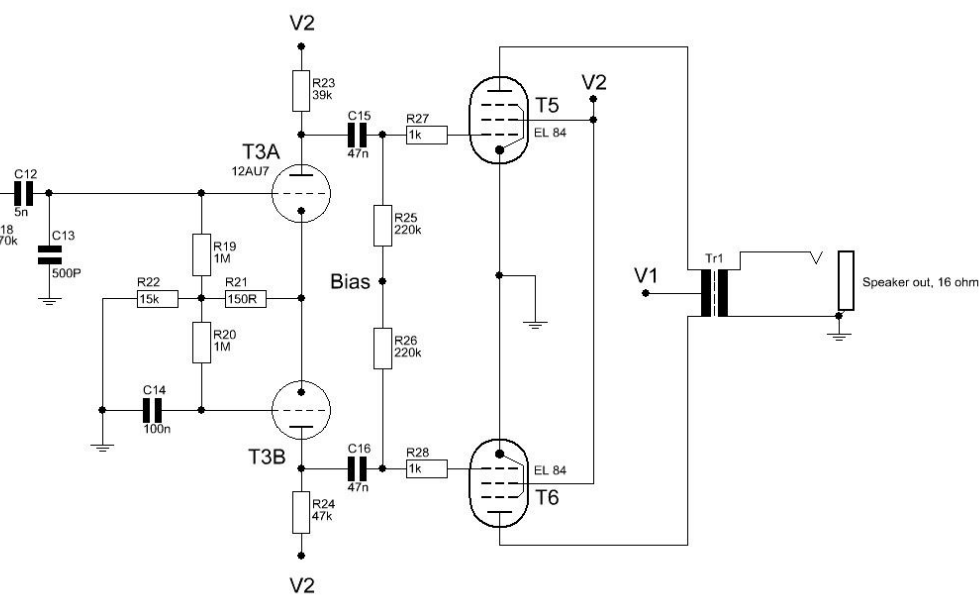 V2
R23
39k
C15
47n
R27
1k
T5
EL 84
V2
T3A
12AU7
C12
5n
18
70k
C13
500P
R19
1M
R25
220k
R22
15k
R21
150R
Bias
V1
Tr1
Speaker out, 16 ohm
R20
1M
R26
220k
C14
100n
T3B
C16
47n
R28
1k
EL 84
T6
R24
47k
V2